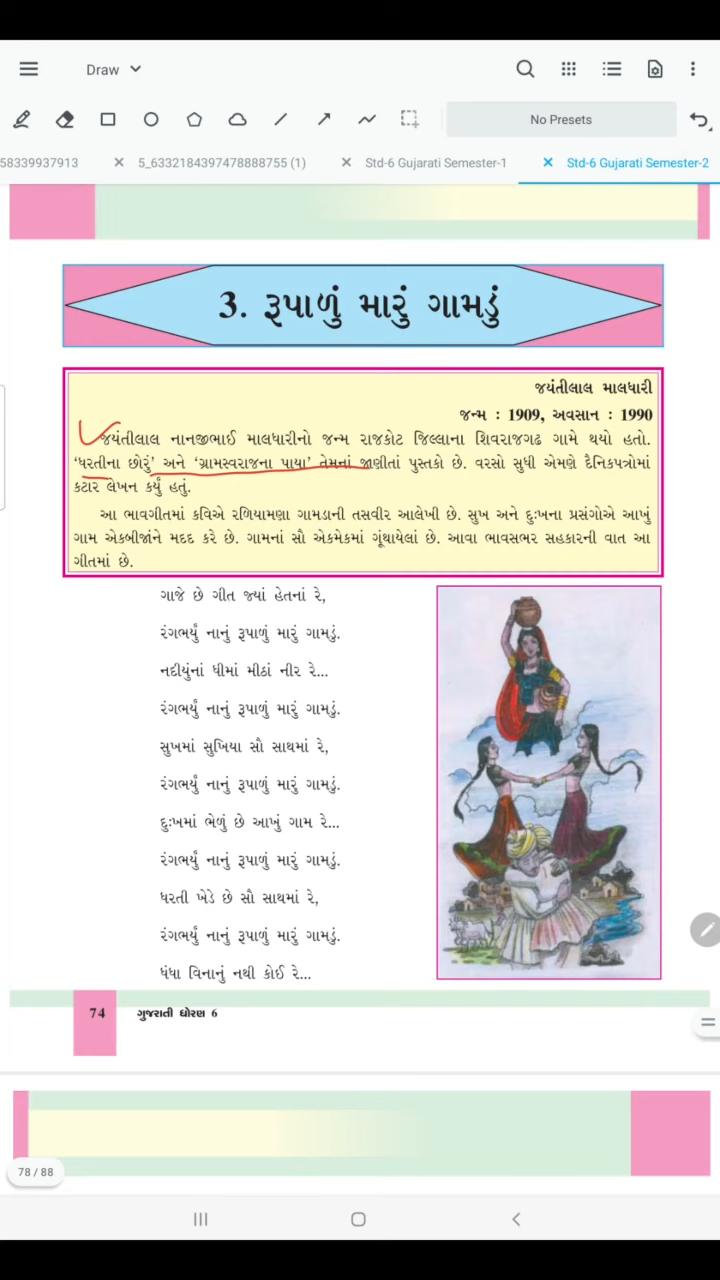 Draw
No Presets
58339937913
5_6332184397478888755 (1)
Std-6 Gujarati Semester-1
Std-6 Gujarati Semester-2
3. રૂપાળું મારું ગામડું
જયંતીલાલ માલધારી
જન્મ : 1909, અવસાન : 1990
જયંતીલાલ નાનજીભાઈ માલધારીનો જન્મ રાજકોટ જિલ્લાના શિવરાજગઢ ગામે થયો હતો.
'ધરતીના છોરું' અને 'ગ્રામસ્વરાજના પાયા' તેમનાં જાણીતાં પુસ્તકો છે. વરસો સુધી એમણે દૈનિકપત્રોમાં
કટાર લેખન કર્યું હતું.
આ ભાવગીતમાં કવિએ રળિયામણા ગામડાની તસવીર આલેખી છે. સુખ અને દુઃખના પ્રસંગોએ આખું
ગામ એકબીજાંને મદદ કરે છે. ગામનાં સૌ એકમેકમાં ગૂંથાયેલાં છે. આવા ભાવસભર સહકારની વાત આ
ગીતમાં છે.
ગાજે છે ગીત જ્યાં હેતનાં રે,
રંગભર્યું નાનું રૂપાળું મારું ગામડું.
નદીયુંનાં ધીમાં મીઠાં નીર રે...
રંગભર્યું નાનું રૂપાળું મારું ગામડું.
સુખમાં સુખિયા સૌ સાથમાં રે,
રંગભર્યું નાનું રૂપાળું મારું ગામડું.
દુઃખમાં ભેળું છે આખું ગામ રે...
રંગભર્યું નાનું રૂપાળું મારું ગામડું.
ધરતી ખેડે છે સૌ સાથમાં રે,
રંગભર્યું નાનું રૂપાળું મારું ગામડું.
ધંધા વિનાનું નથી કોઈ રે...
74
ગુજરાતી ધોરણ 6
78 / 88